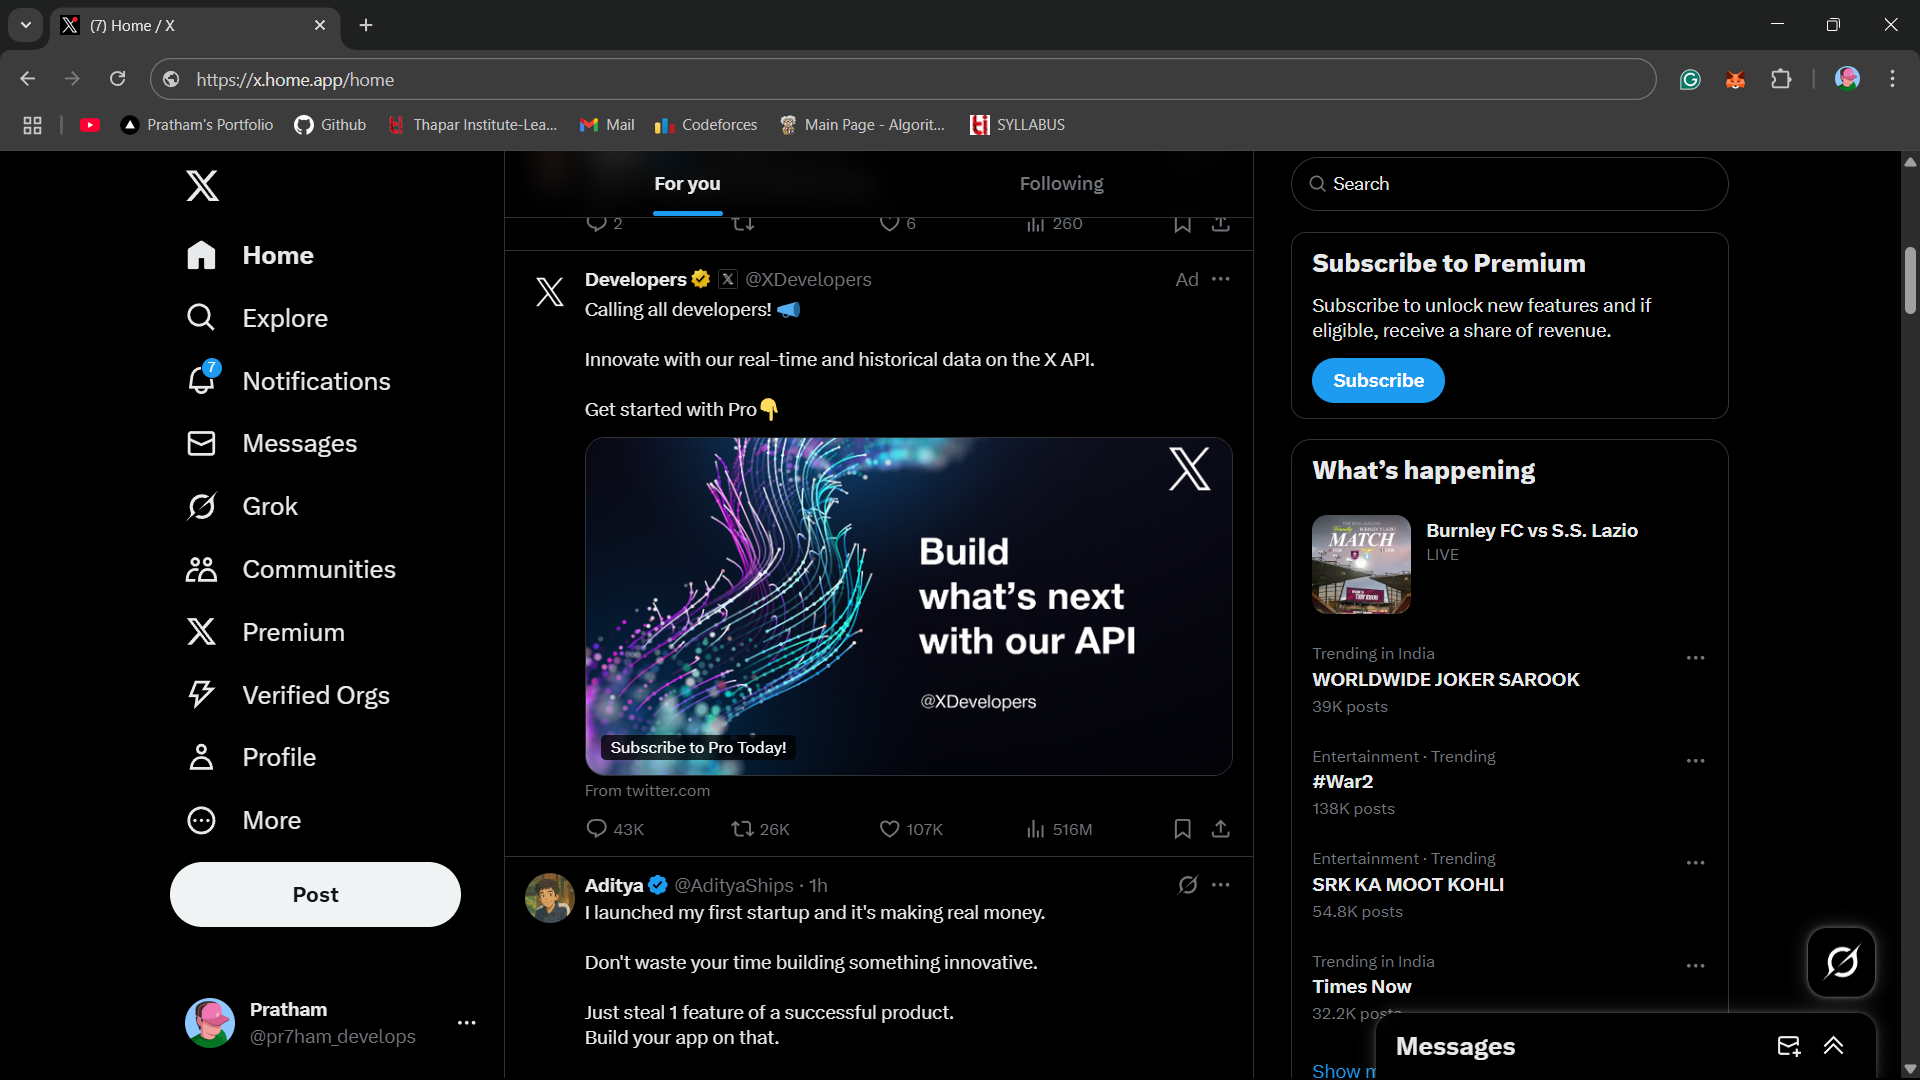 (7) Home / X
https://x.home.app/home
Pratham's Portfolio
Github
Thapar Institute-Lea...
Mail
Codeforces
Main Page - Algorit...
SYLLABUS
Home
Explore
7
Notifications
Messages
Grok
Communities
Premium
Verified Orgs
Profile
More
Post
Pratham
@pr7ham_develops
For you
Following
2
6
260
Developers @XDevelopers
Ad
Calling all developers!
Innovate with our real-time and historical data on the X API.
Get started with Pro
Build
what's next
with our API
@XDevelopers
Subscribe to Pro Today!
From twitter.com
43K
26K
107K
516M
Aditya @AdityaShips · 1h
I launched my first startup and it's making real money.
Don't waste your time building something innovative.
Just steal 1 feature of a successful product.
Build your app on that.
Search
Subscribe to Premium
Subscribe to unlock new features and if
eligible, receive a share of revenue.
Subscribe
What's happening
MATCH
Burnley FC vs S.S. Lazio
LIVE
Trending in India
WORLDWIDE JOKER SAROOK
39K posts
Entertainment · Trending
#War2
138K posts
Entertainment · Trending
SRK KA MOOT KOHLI
54.8K posts
Trending in India
Times Now
32.2K posts
Show
Messages